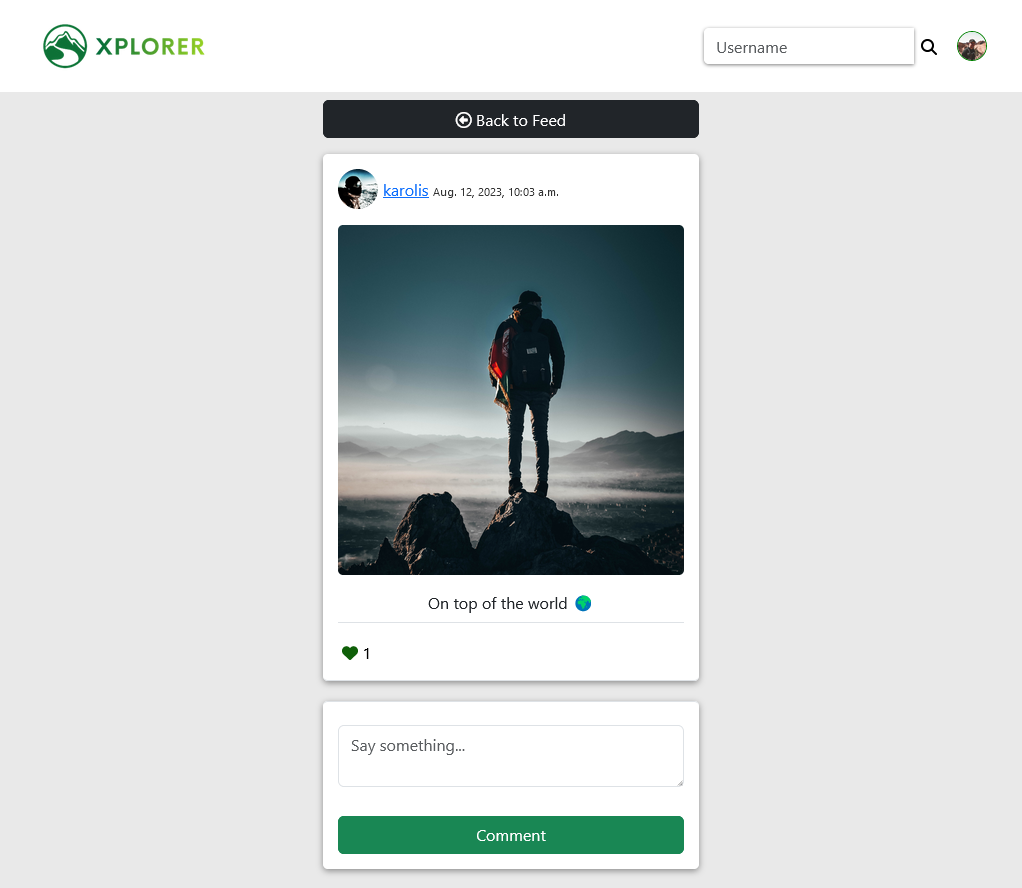 XPLORER
Username
Back to Feed
karolis Aug. 12, 2023, 10:03 a.m.
On top of the world 🌍
1
Say something...
Comment